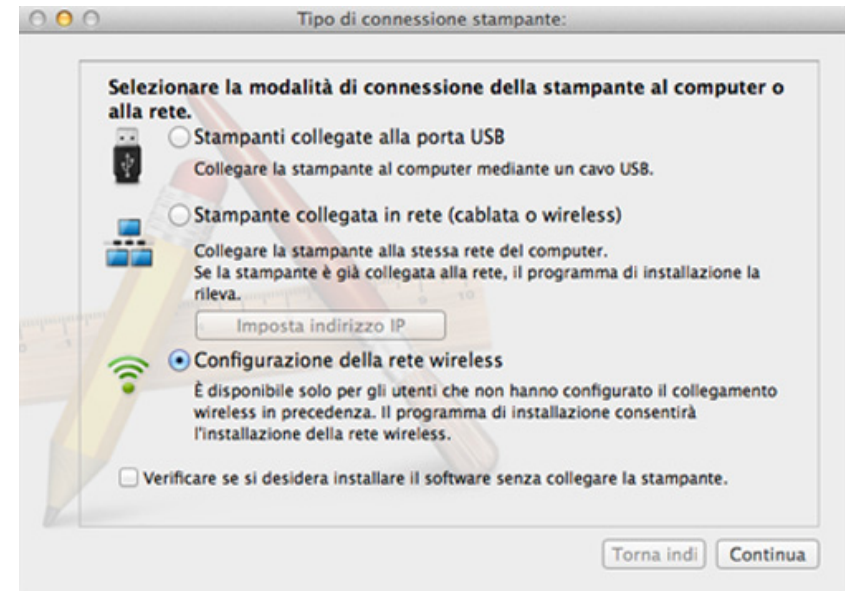 Tipo di connessione stampante:
Selezionare la modalità di connessione della stampante al computer o
alla rete.
Stampanti collegate alla porta USB
Collegare la stampante al computer mediante un cavo USB.
Stampante collegata in rete (cablata o wireless)
Collegare la stampante alla stessa rete del computer.
Se la stampante è già collegata alla rete, il programma di installazione la
rileva.
Imposta indirizzo IP
Configurazione della rete wireless
È disponibile solo per gli utenti che non hanno configurato il collegamento
wireless in precedenza. Il programma di installazione consentirà
l'installazione della rete wireless.
Verificare se si desidera installare il software senza collegare la stampante.
Torna indi Continua